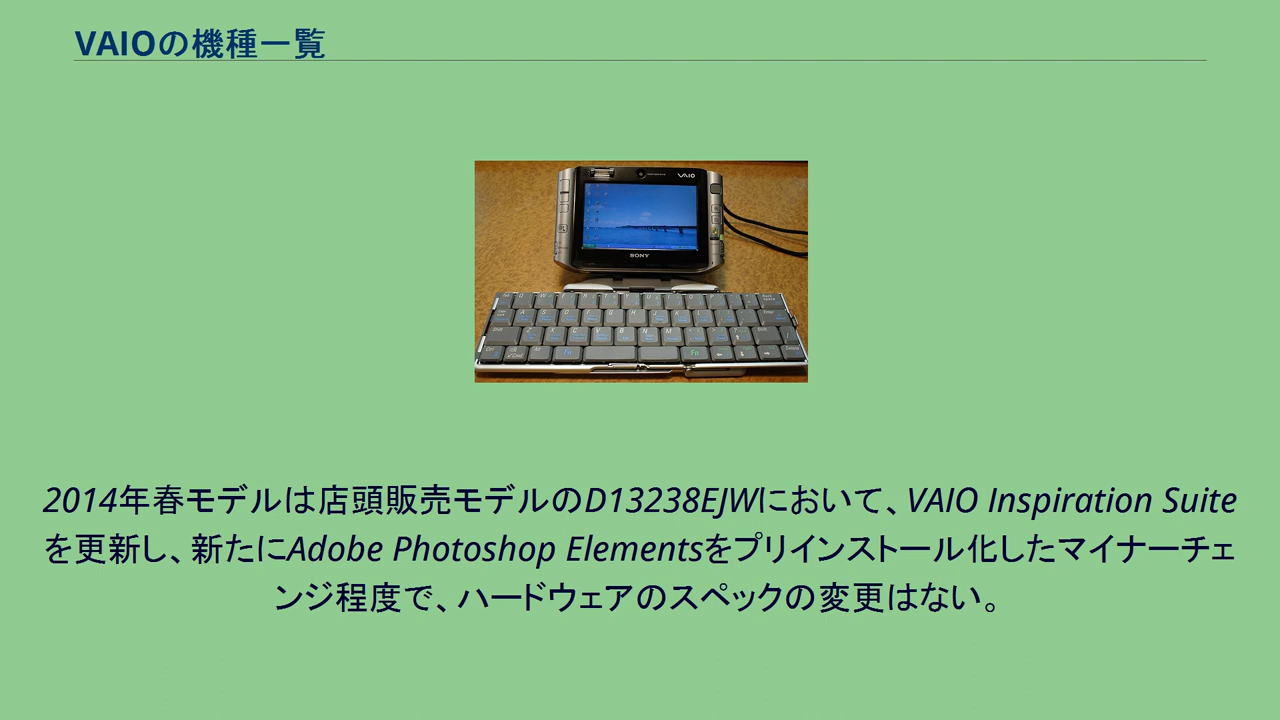 VAIOの機種一覧
VAIO
SONY
2014年春モデルは店頭販売モデルのD13238EJWにおいて、VAIO Inspiration Suite
を更新し、新たにAdobe Photoshop Elementsをプリインストール化したマイナーチェ
ンジ程度で、ハードウェアのスペックの変更はない。